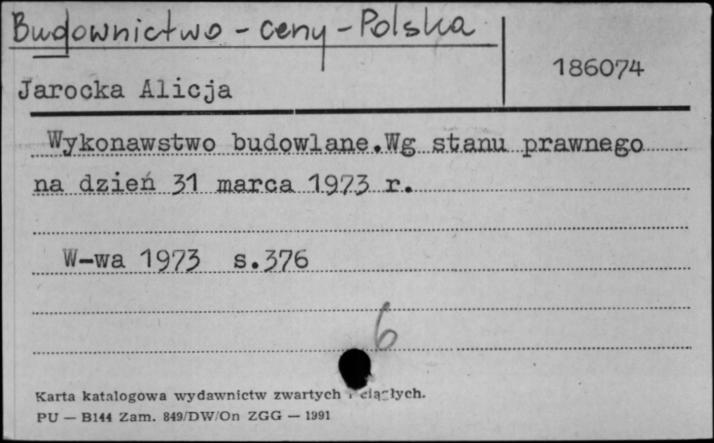 Budownictwo - ceny - Polska
186074
Jarocka Alicja
Wykonawstwo budowlane.Wg stanu prawnego
na dzień 31 marca 1973 r.
W-wa 1973 s.376
6
Karta katalogowa wydawnictw zwartych i ciągłych.
PU — B144 Zam. 849/DW/On ZGG — 1991